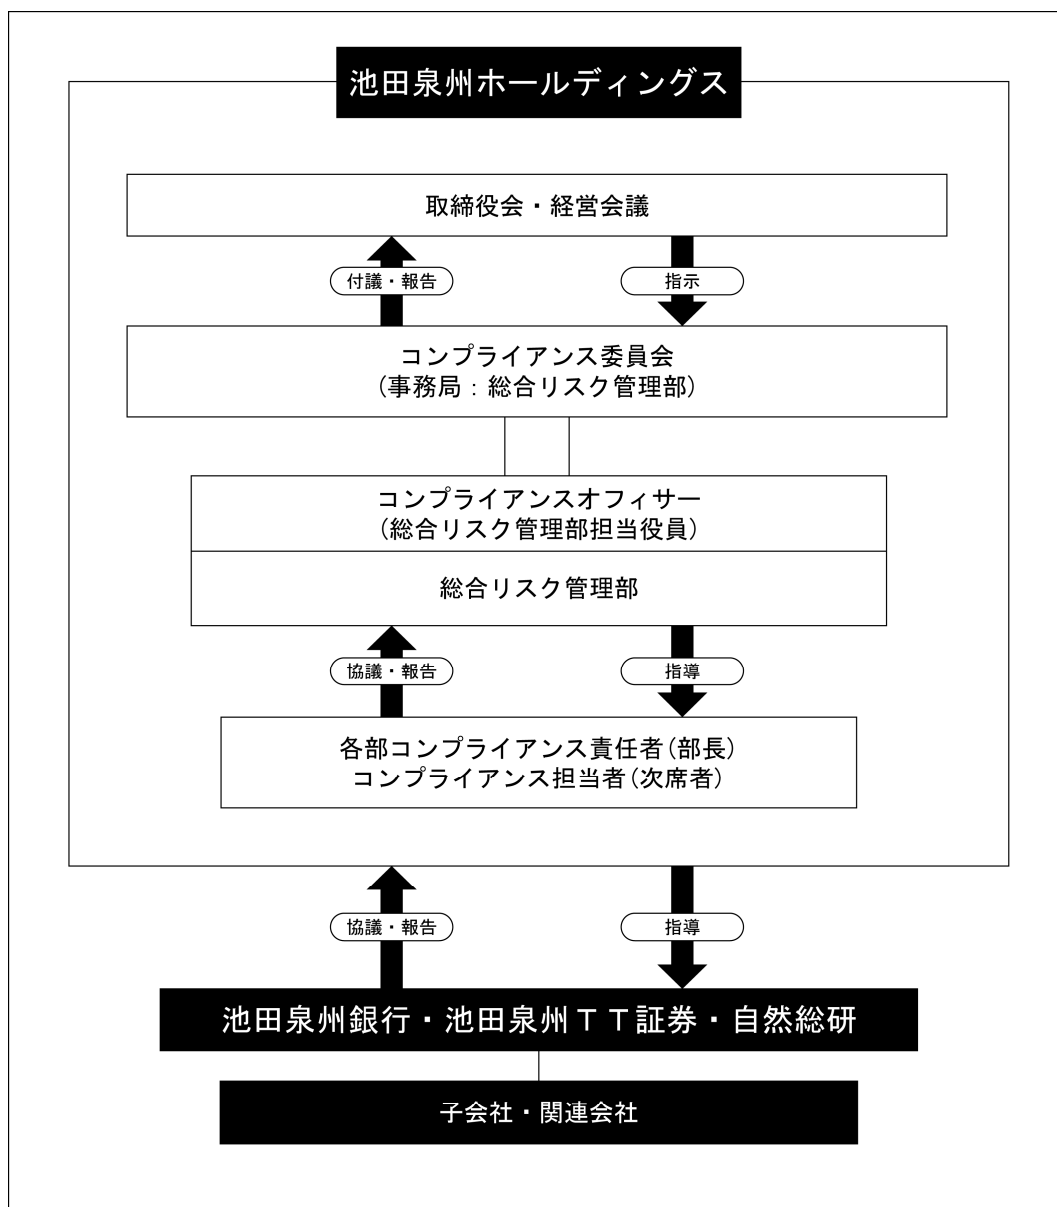 池田泉州ホールディングス
取締役会・経営会議
付議・報告
指示
コンプライアンス委員会
(事務局：総合リスク管理部)
コンプライアンスオフィサー
(総合リスク管理部担当役員)
総合リスク管理部
協議・報告
指導
各部コンプライアンス責任者(部長)
コンプライアンス担当者(次席者)
協議・報告
指導
池田泉州銀行・池田泉州ＴＴ証券・自然総研
子会社・関連会社